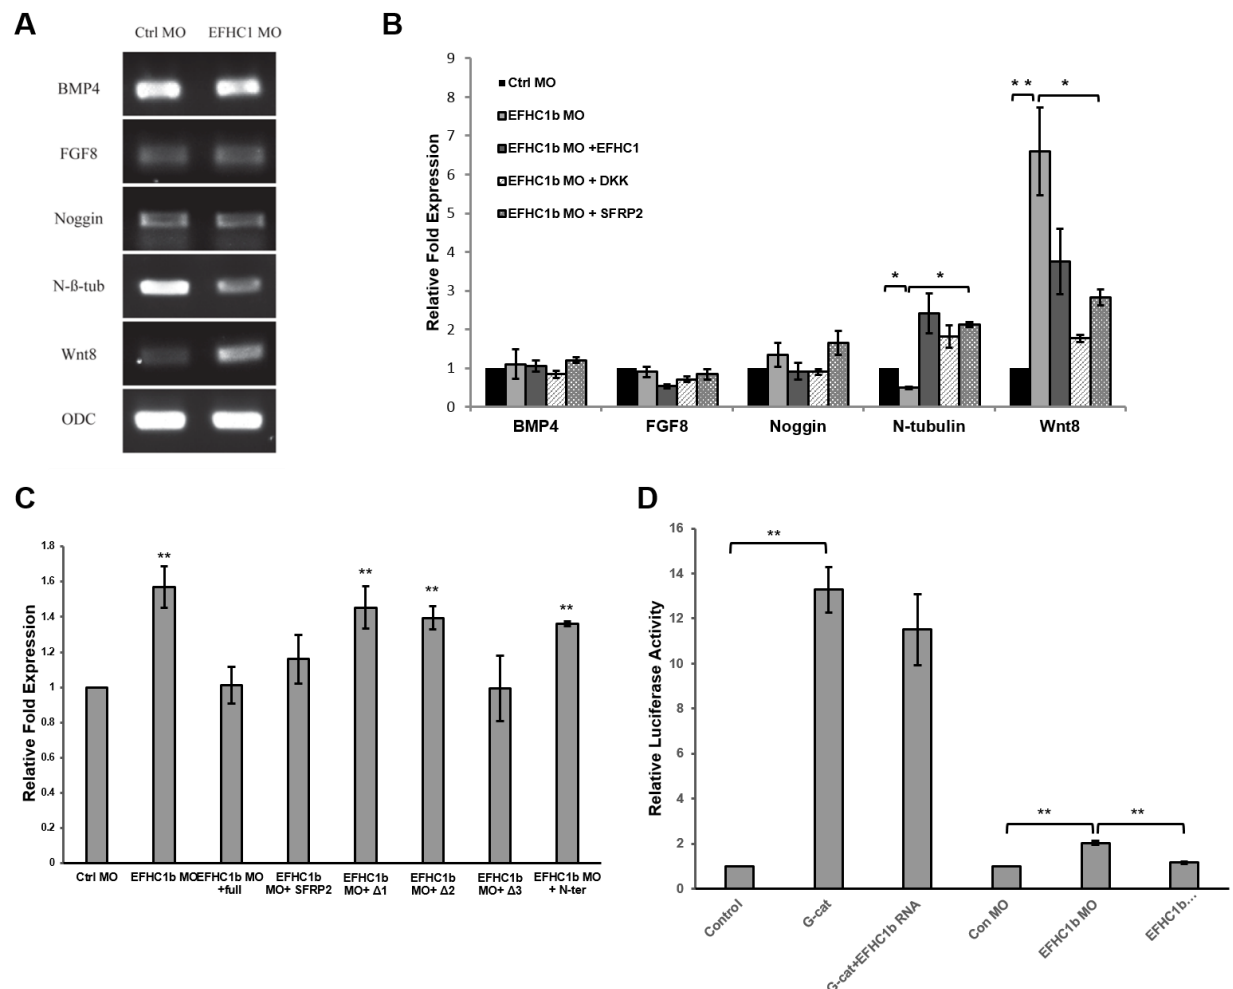 A
Ctrl MO EFHC1 MO
BMP4
FGF8
Noggin
N-ß-tub
Wnt8
ODC
B
Relative Fold Expression
9
8
7
6
5
4
3
2
1
0
Ctrl MO
EFHC1b MO
EFHC1b MO +EFHC1
EFHC1b MO + DKK
EFHC1b MO + SFRP2
* *
* *
* *
BMP4 FGF8 Noggin N-tubulin Wnt8
C
Relative Fold Expression
1.8
1.6
1.4
1.2
1
0.8
0.6
0.4
0.2
0
**
**
**
**
Ctrl MO
EFHC1b MO
EFHC1b MO
+full
EFHC1b
MO+ SFRP2
EFHC1b
MO+ Δ1
EFHC1b
MO+ Δ2
EFHC1b
MO+ Δ3
EFHC1b MO
+ N-ter
D
Relative Luciferase Activity
16
14
12
10
8
6
4
2
0
**
**
**
Control
G-cat
G-cat+EFHC1b RNA
Con MO
EFHC1b MO
EFHC1b…